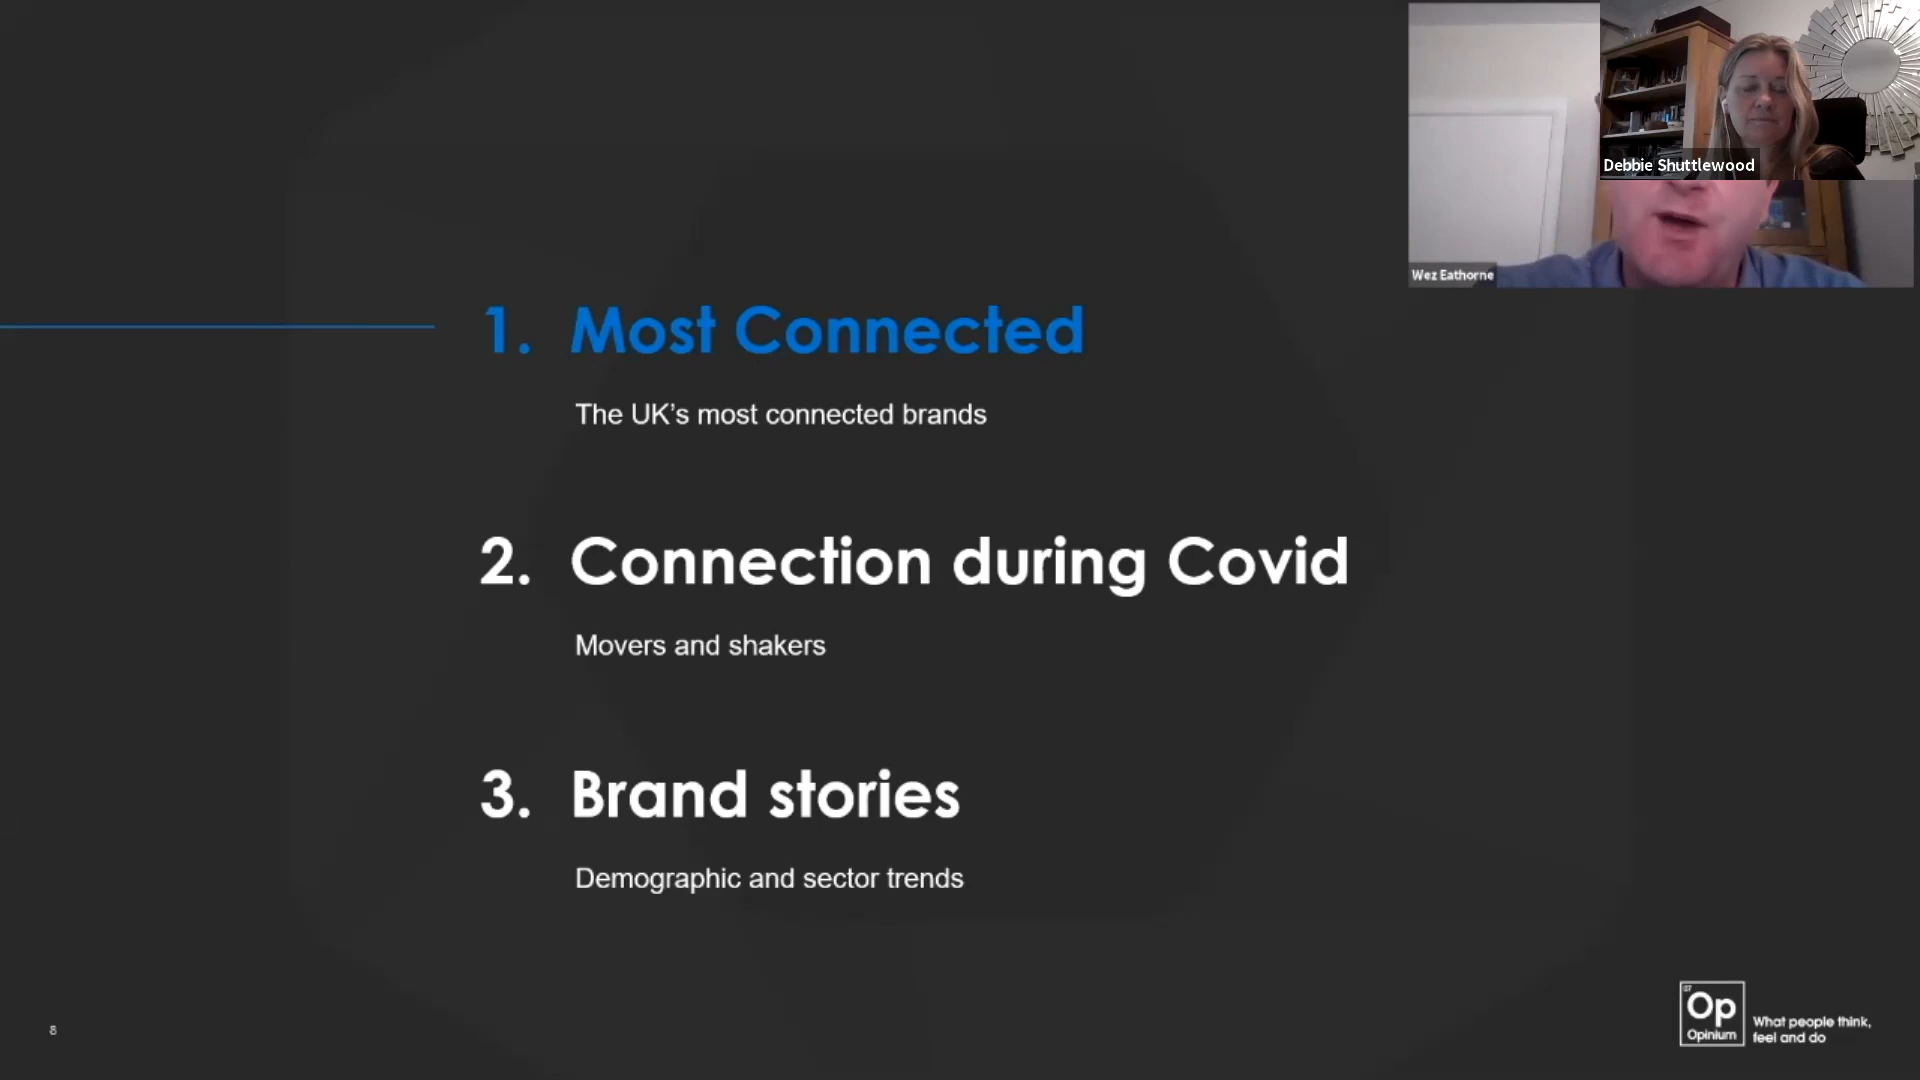 Debbie Shuttlewood
Wez Eathorne
1. Most Connected
The UK's most connected brands
2. Connection during Covid
Movers and shakers
3. Brand stories
Demographic and sector trends
8
Op
Opinium
What people think,
feel and do